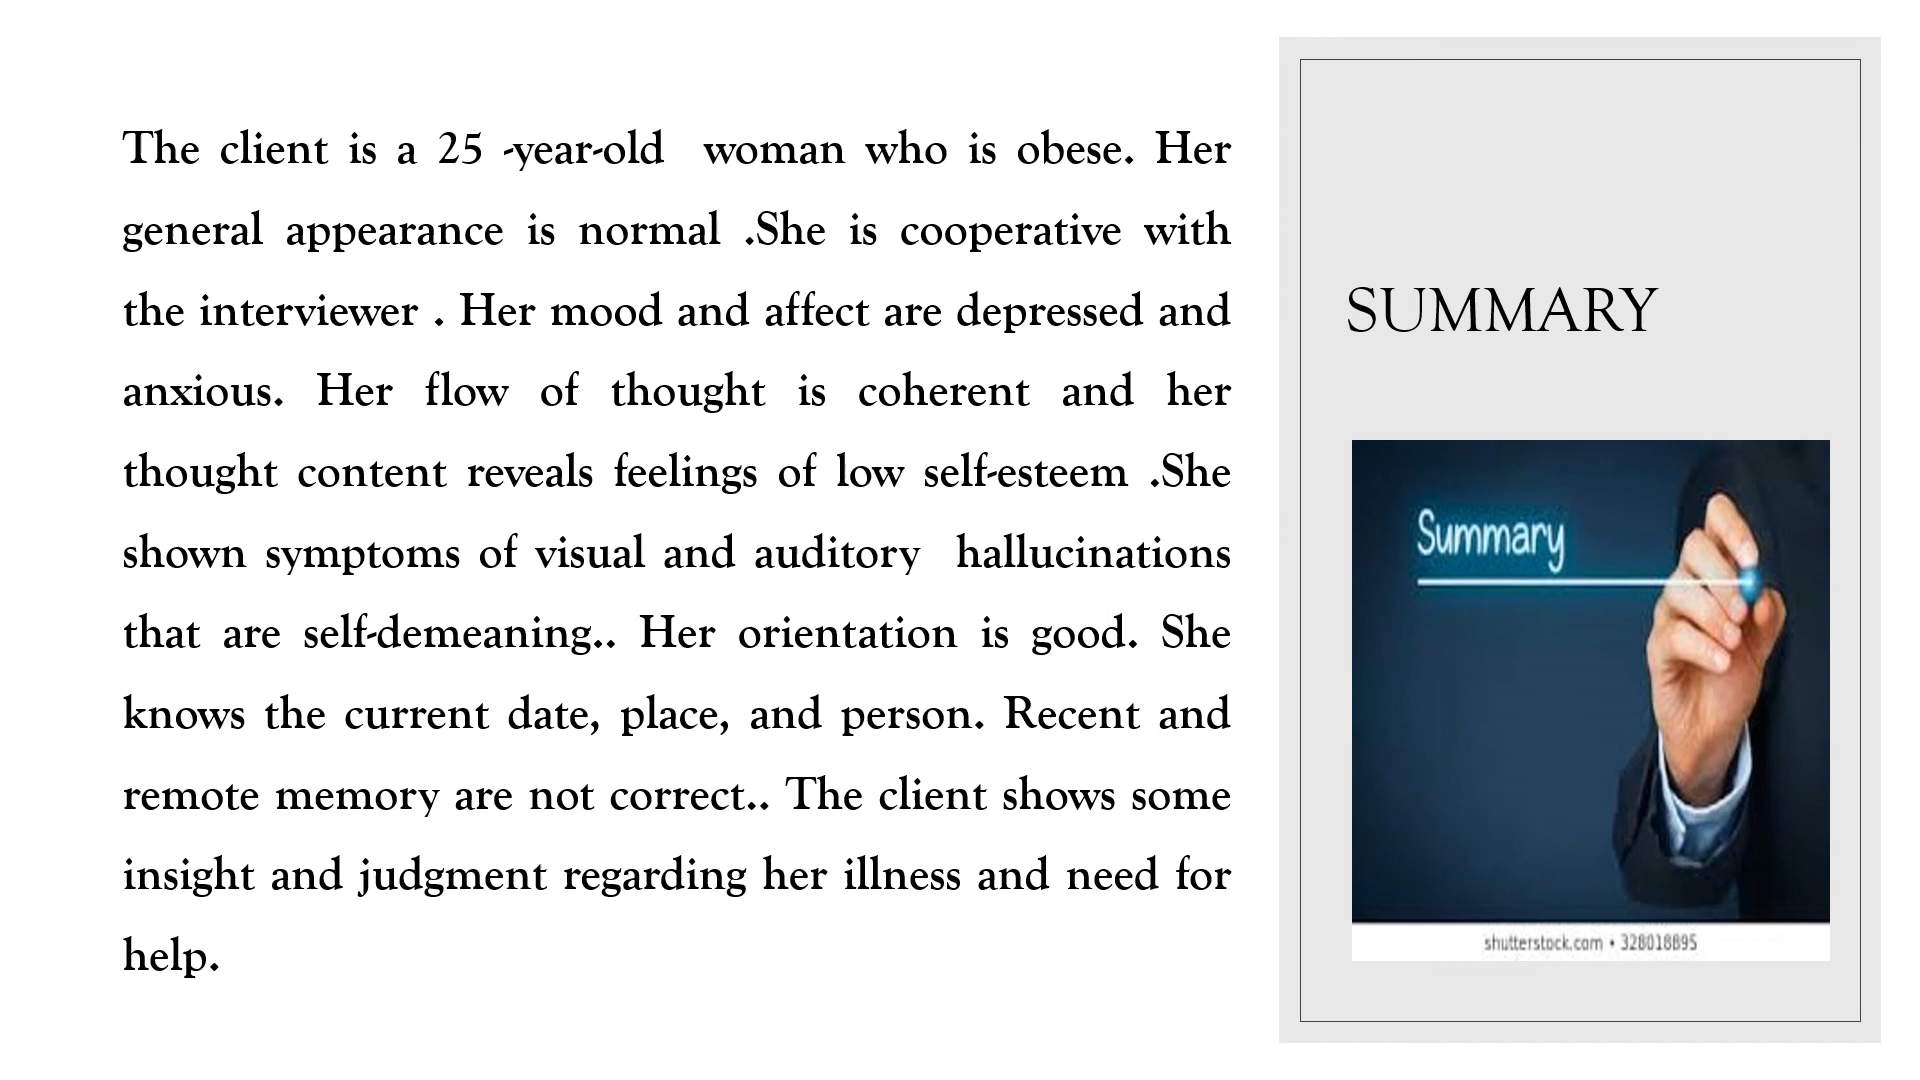 The client is a 25 -year-old  woman who is obese. Her
general appearance is normal .She is cooperative with
the interviewer . Her mood and affect are depressed and
anxious. Her flow of thought is coherent and her
thought content reveals feelings of low self-esteem .She
shown symptoms of visual and auditory  hallucinations
that are self-demeaning.. Her orientation is good. She
knows the current date, place, and person. Recent and
remote memory are not correct.. The client shows some
insight and judgment regarding her illness and need for
help.
SUMMARY
Summary
shutterstock.com • 328018895